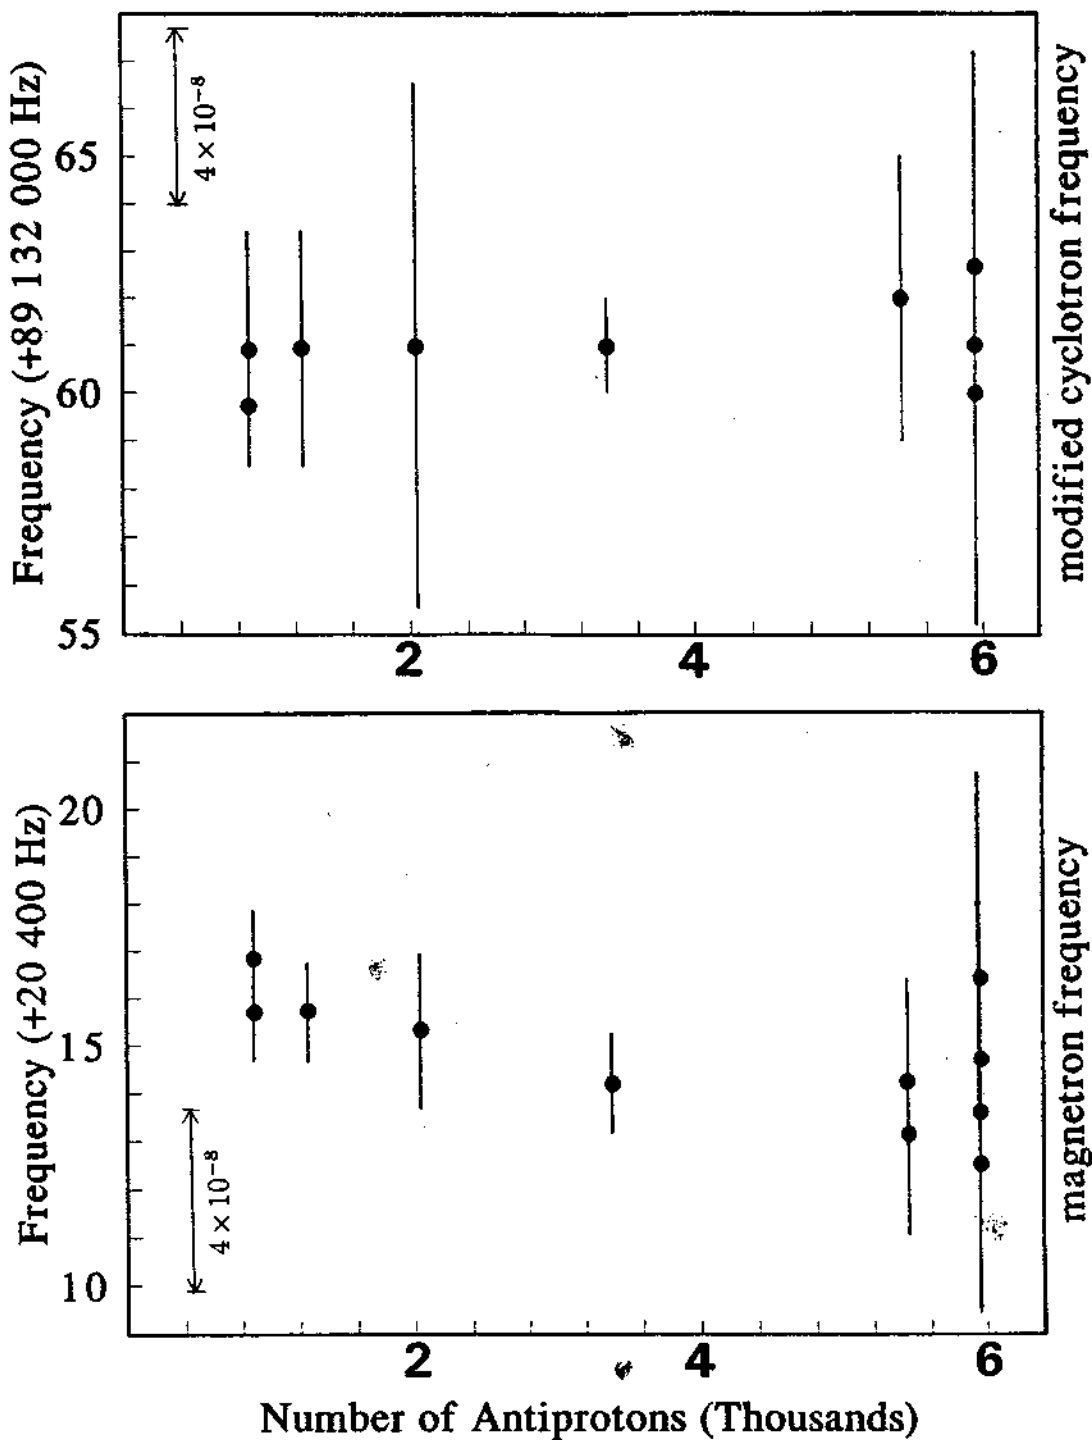 Frequency (+89 132 000 Hz)
4 × 10⁻⁸
65
60
55
2 4 6
modified cyclotron frequency
Frequency (+20 400 Hz)
20
15
10
4 × 10⁻⁸
2 4 6
magnetron frequency
Number of Antiprotons (Thousands)